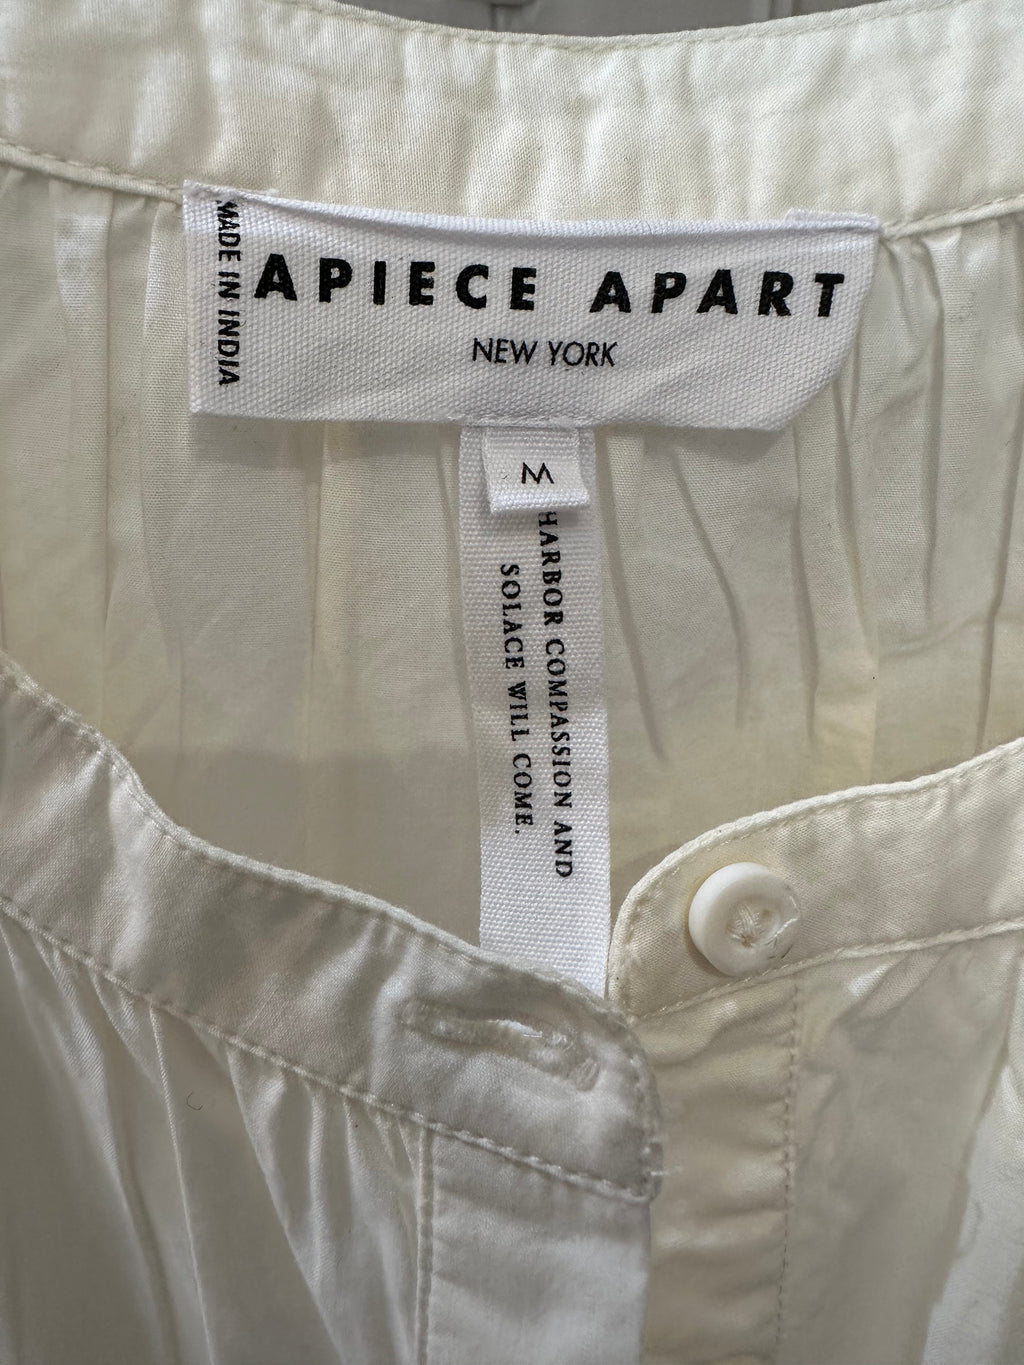 MADE IN INDIA
APIECE APART
NEW YORK
M
HARBOR COMPASSION AND
SOLACE WILL COME.